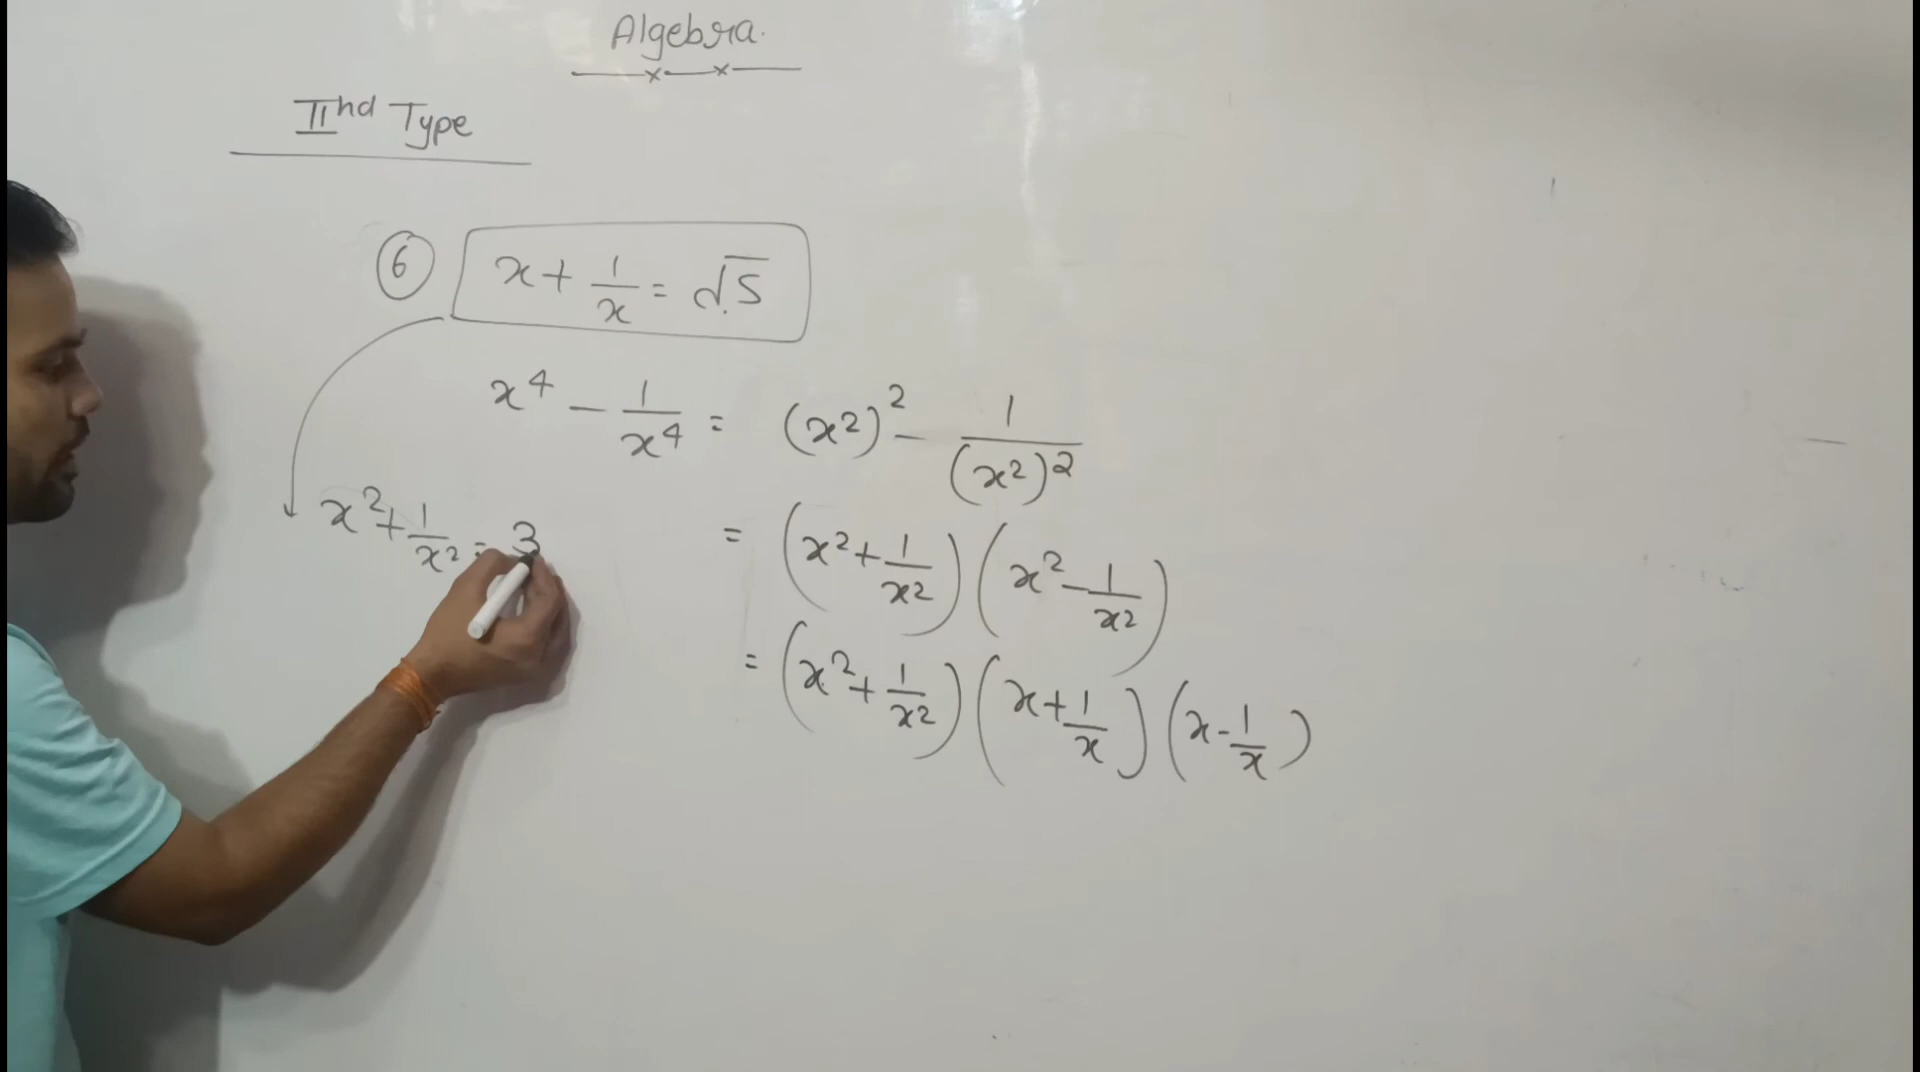 Algebra.
IInd Type
6 x + 1/x = √5
x⁴ - 1/x⁴ = (x²)² - 1/(x²)²
x² + 1/x² = 3
= (x² + 1/x²) (x² - 1/x²)
= (x² + 1/x²) (x + 1/x) (x - 1/x)